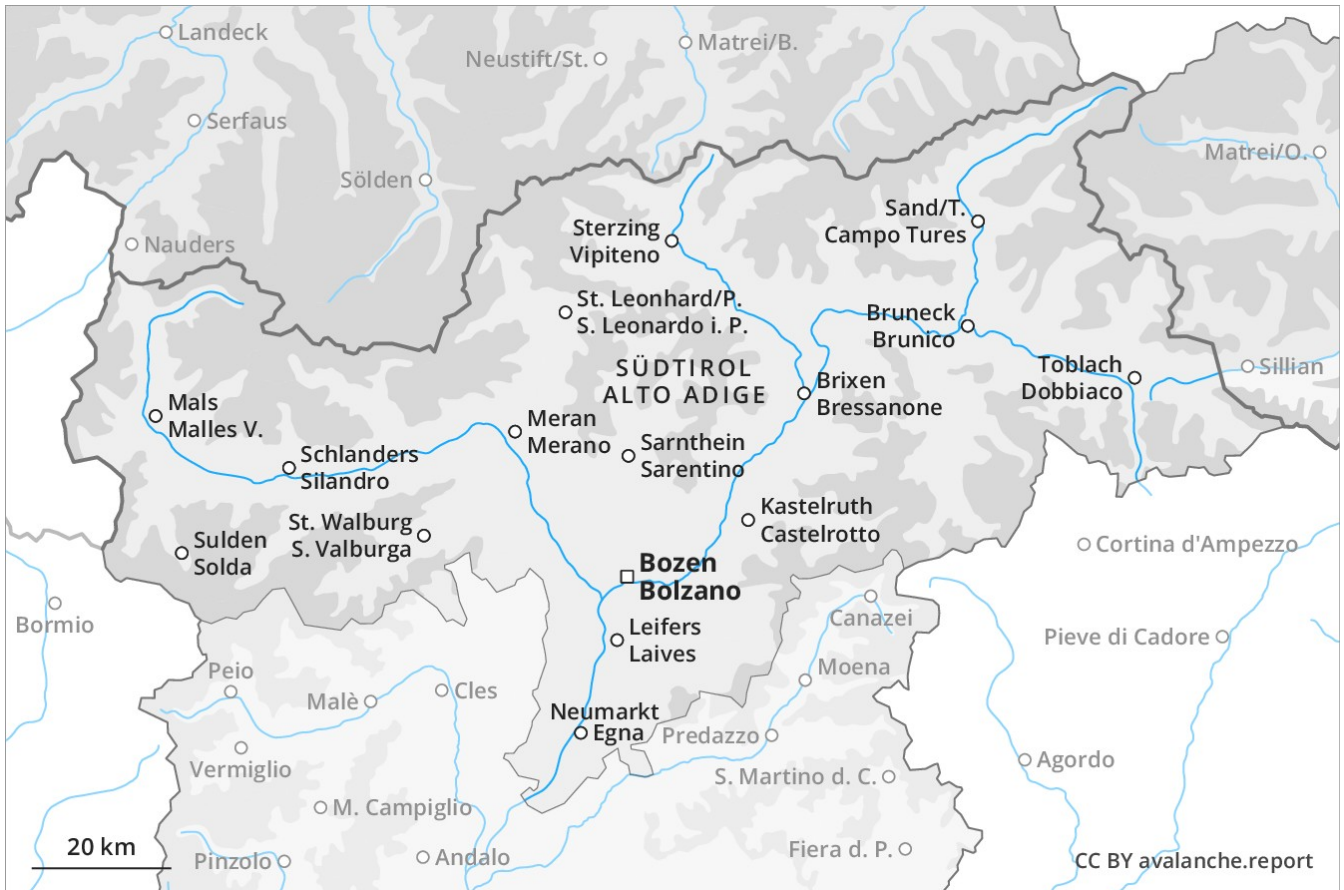 Landeck
Matrei/B.
Neustift/St.
Serfaus
Matrei/O.
Sölden
Sand/T.
Campo Tures
Nauders
Sterzing
Vipiteno
St. Leonhard/P.
S. Leonardo i. P.
Bruneck
Brunico
SÜDTIROL
ALTO ADIGE
Toblach
Dobbiaco
Sillian
Brixen
Bressanone
Mals
Malles V.
Meran
Merano
Sarnthein
Sarentino
Schlanders
Silandro
Kastelruth
Castelrotto
St. Walburg
S. Valburga
Sulden
Solda
Cortina d'Ampezzo
Bozen
Bolzano
Bormio
Canazei
Leifers
Laives
Pieve di Cadore
Peio
Moena
Malè
Cles
Neumarkt
Egna
Predazzo
Vermiglio
Agordo
S. Martino d. C.
M. Campiglio
20 km
Pinzolo
Andalo
Fiera d. P.
CC BY avalanche.report